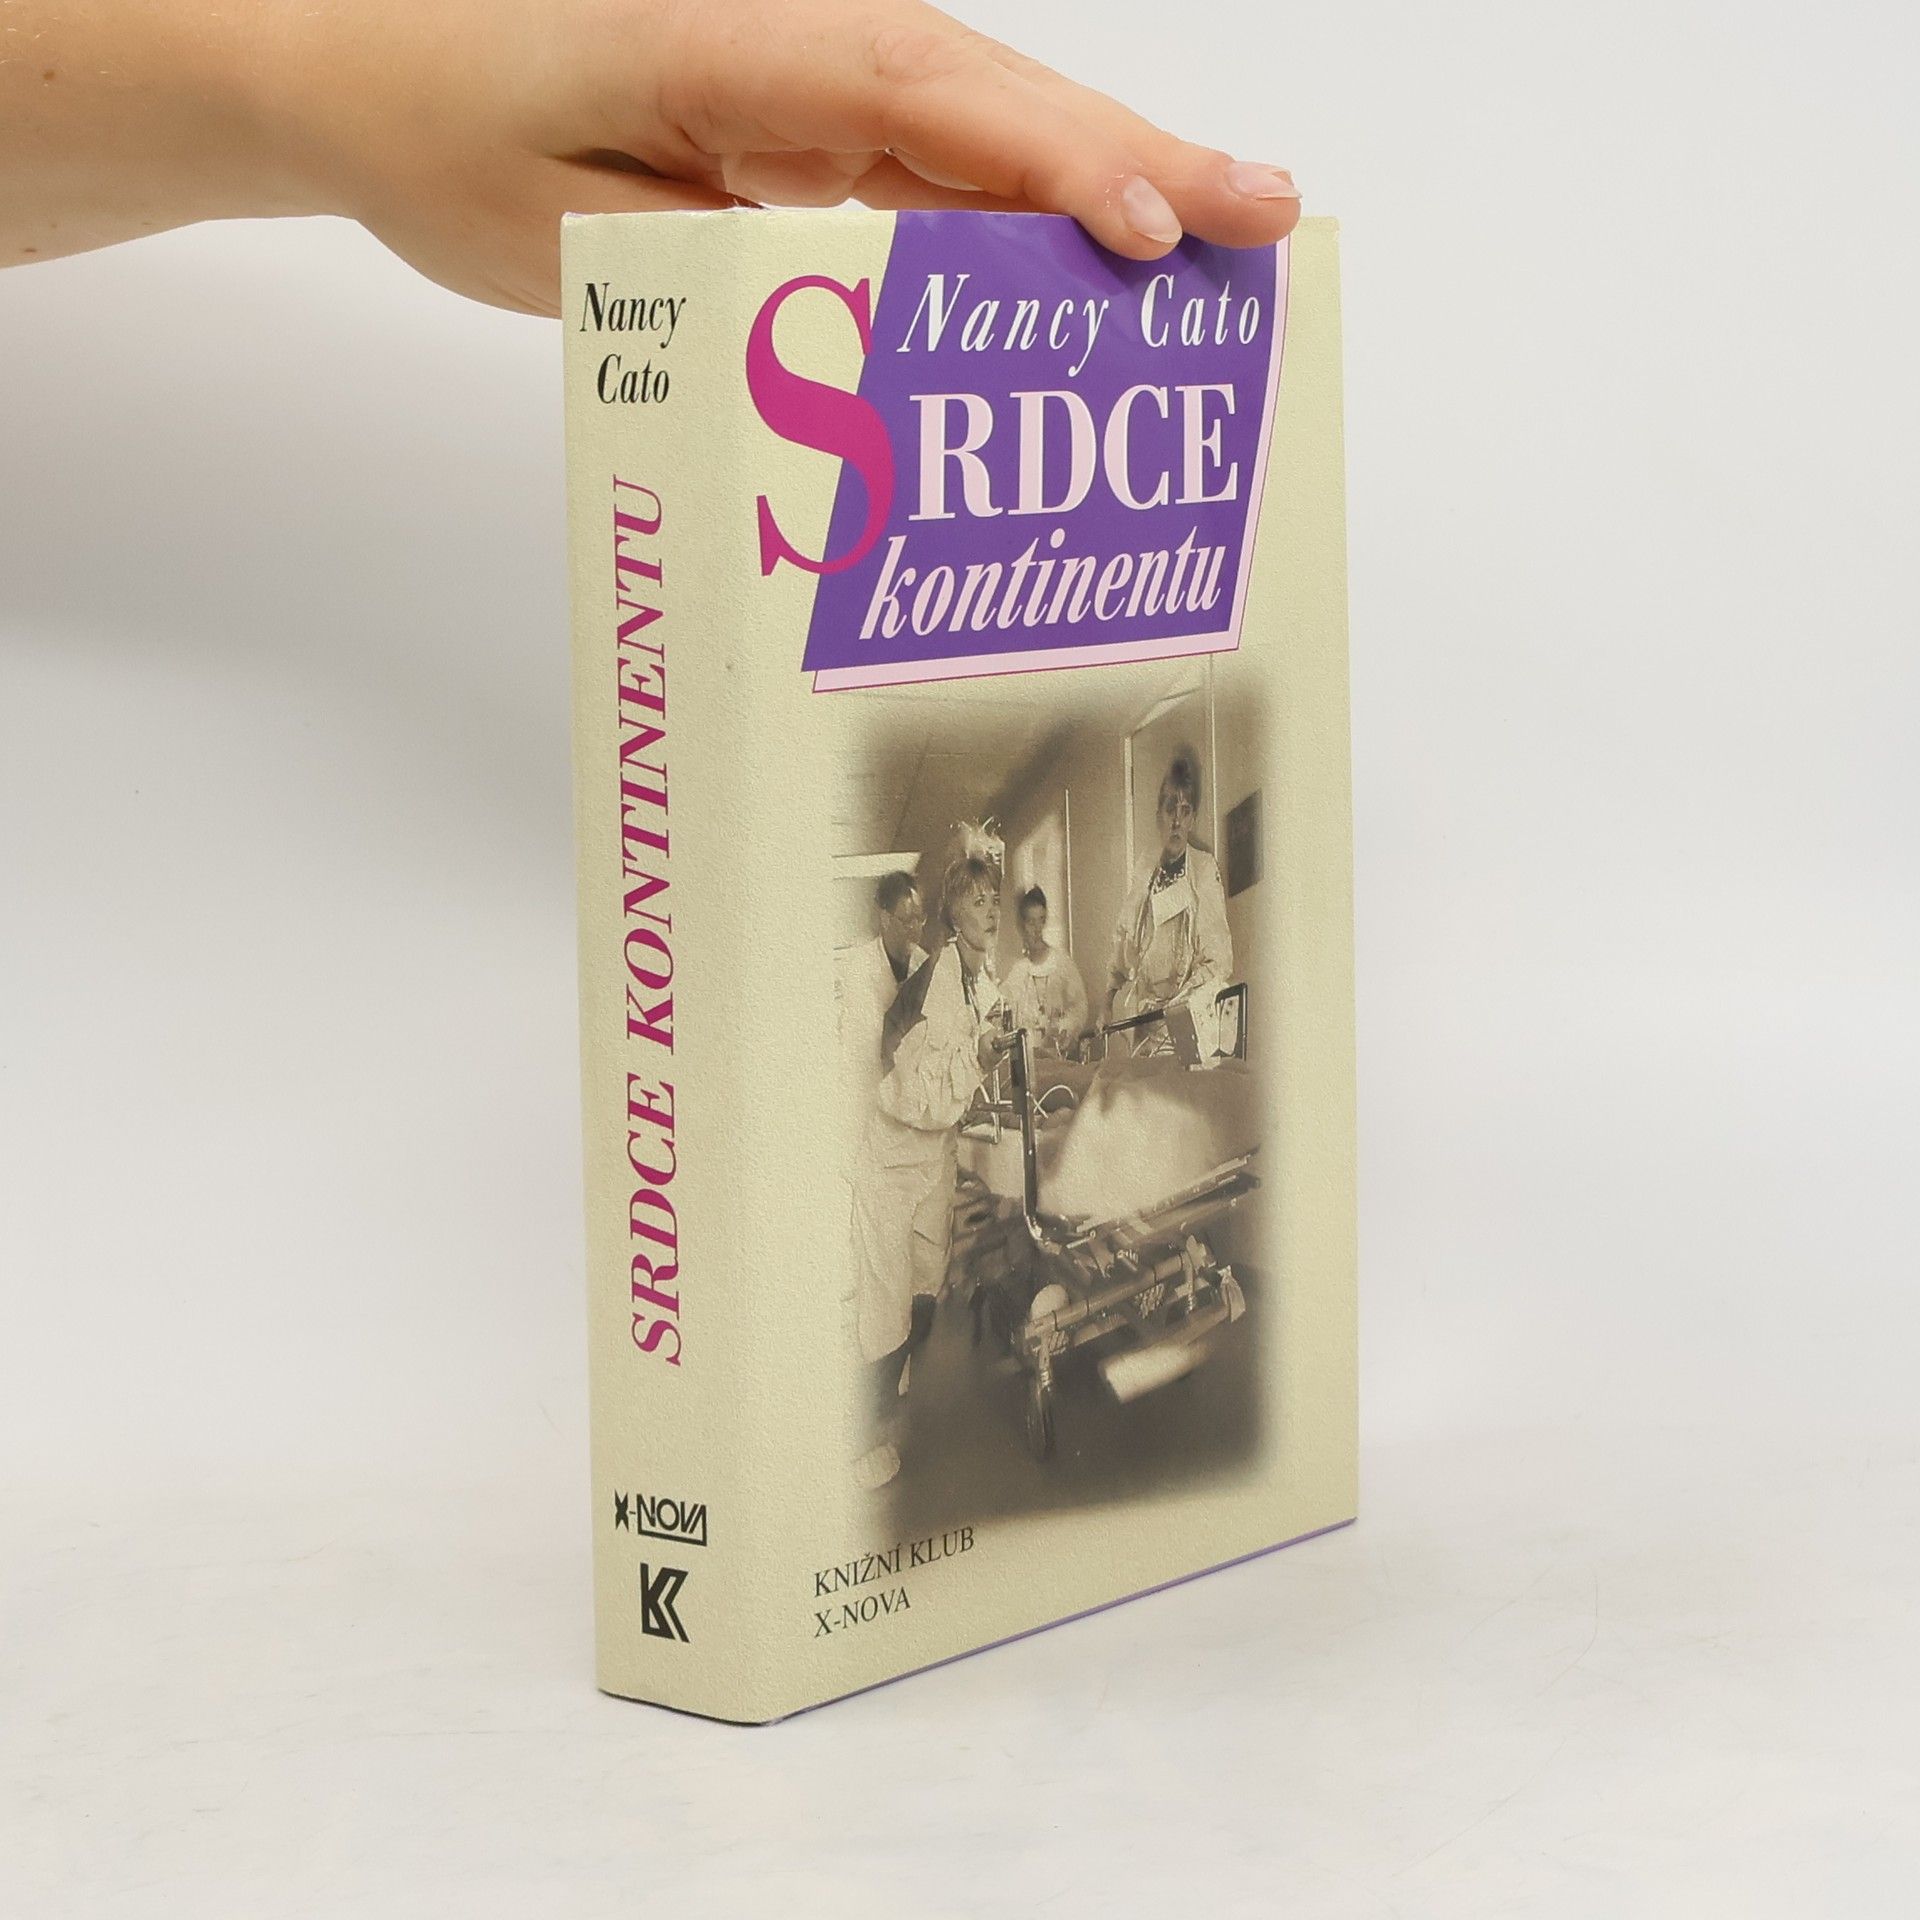 Nancy
Cato
SRDCE KONTINENTU
X-NOVA
K
Nancy Cato
SRDCE
kontinentu
KNIŽNÍ KLUB
X-NOVA